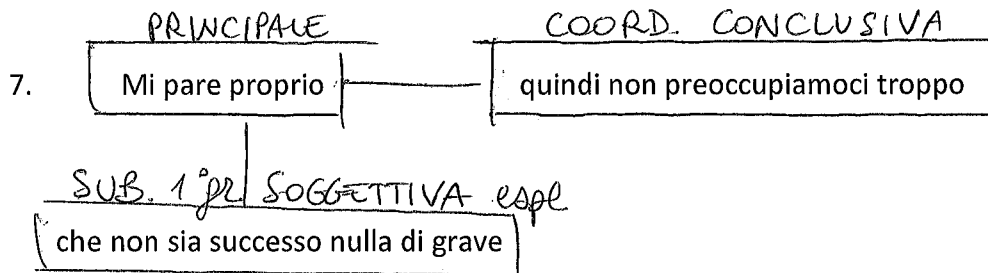 PRINCIPALE COORD. CONCLUSIVA
7. Mi pare proprio quindi non preoccupiamoci troppo
SUB. 1° gr SOGGETTIVA espl
che non sia successo nulla di grave